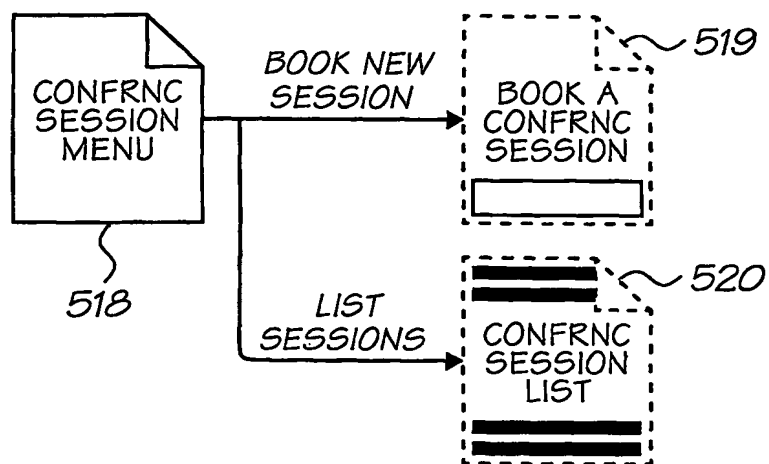 CONFRNC
SESSION
MENU
518
BOOK NEW
SESSION
BOOK A
CONFRNC
SESSION
519
LIST
SESSIONS
CONFRNC
SESSION
LIST
520